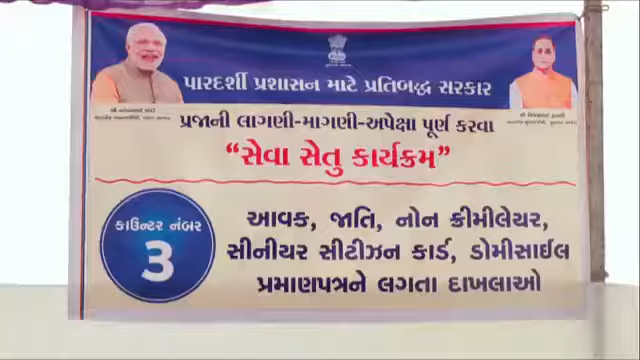 પારદર્શી પ્રશાસન માટે પ્રતિબદ્ધ સરકાર
પ્રજાની લાગણી-માગણી-અપેક્ષા પૂર્ણ કરવા
“સેવા સેતુ કાર્યક્રમ”
કાઉન્ટર નંબર
3
આવક, જાતિ, નોન ક્રીમીલેયર,
સીનીયર સીટીઝન કાર્ડ, ડોમીસાઈલ
પ્રમાણપત્રને લગતા દાખલાઓ